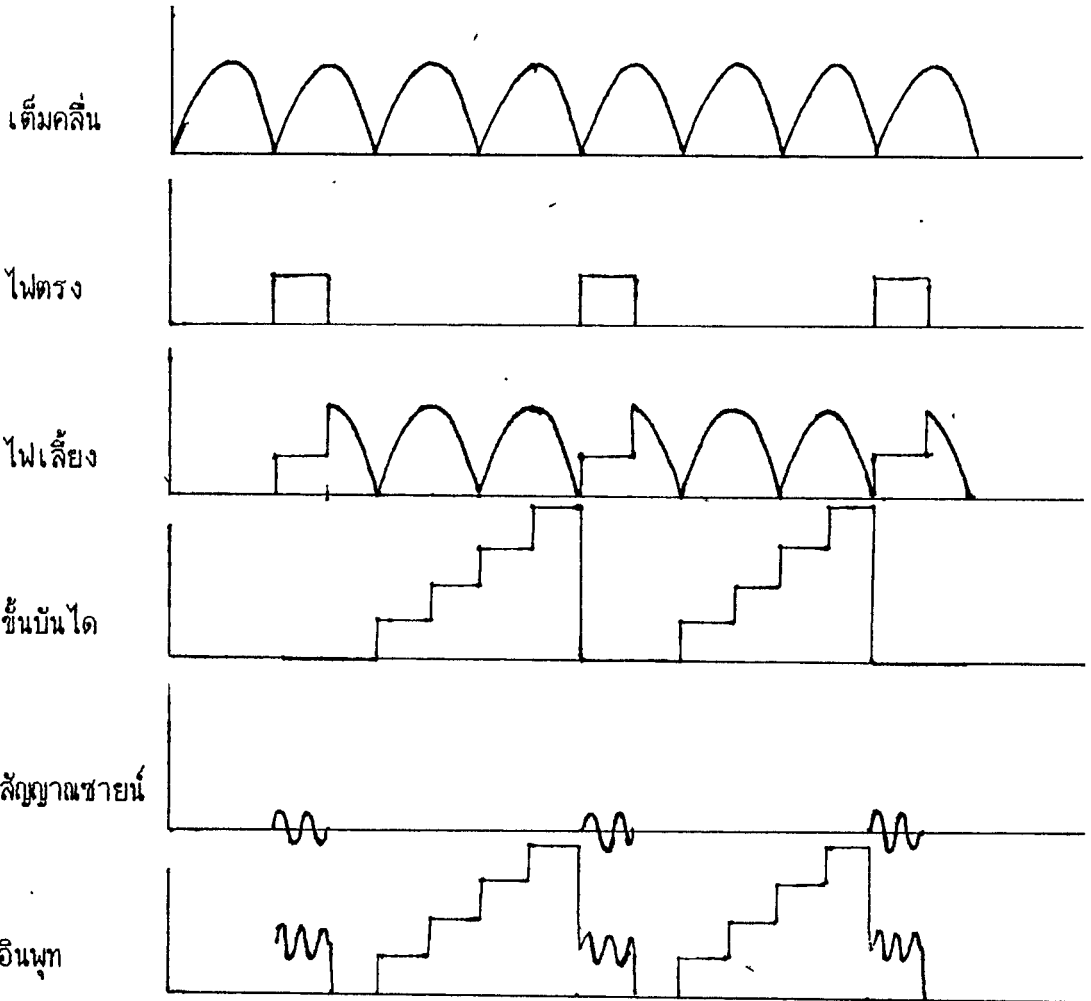 เต็มคลื่น
ไฟตรง
ไฟเลี้ยง
ขั้นบันได
สัญญาณซายน์
อินพุท